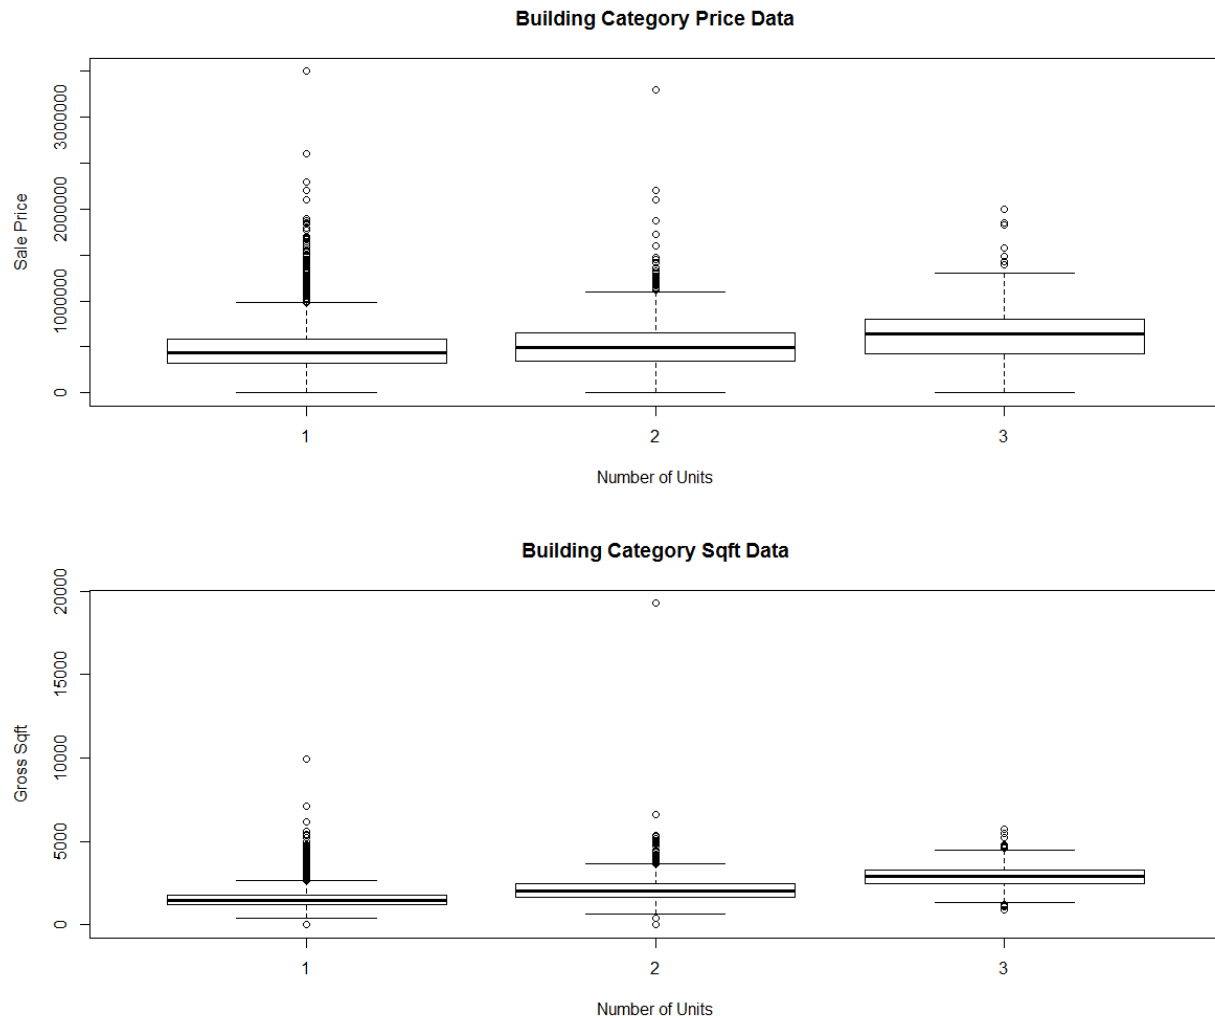 Building Category Price Data
Sale Price
3000000
2000000
1000000
0
1 2 3
Number of Units
Building Category Sqft Data
Gross Sqft
20000
15000
10000
5000
0
1 2 3
Number of Units